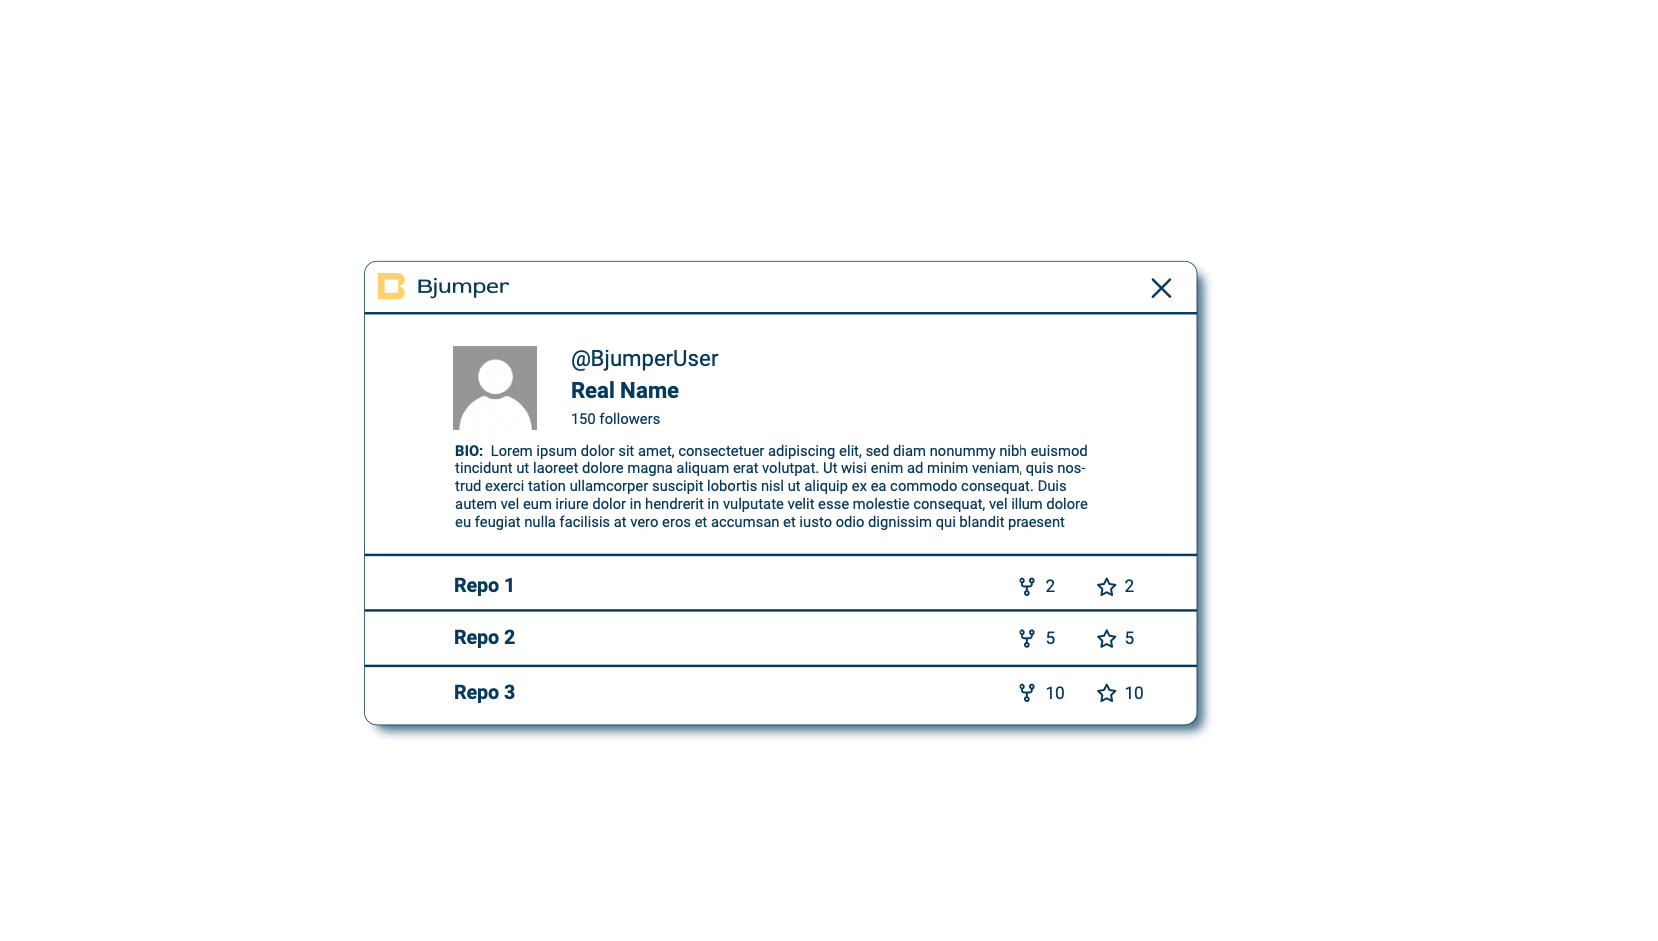 Bjumper
@BjumperUser
Real Name
150 followers
BIO: Lorem ipsum dolor sit amet, consectetuer adipiscing elit, sed diam nonummy nibh euismod
tincidunt ut laoreet dolore magna aliquam erat volutpat. Ut wisi enim ad minim veniam, quis nos-
trud exerci tation ullamcorper suscipit lobortis nisl ut aliquip ex ea commodo consequat. Duis
autem vel eum iriure dolor in hendrerit in vulputate velit esse molestie consequat, vel illum dolore
eu feugiat nulla facilisis at vero eros et accumsan et iusto odio dignissim qui blandit praesent
Repo 1 2 2
Repo 2 5 5
Repo 3 10 10